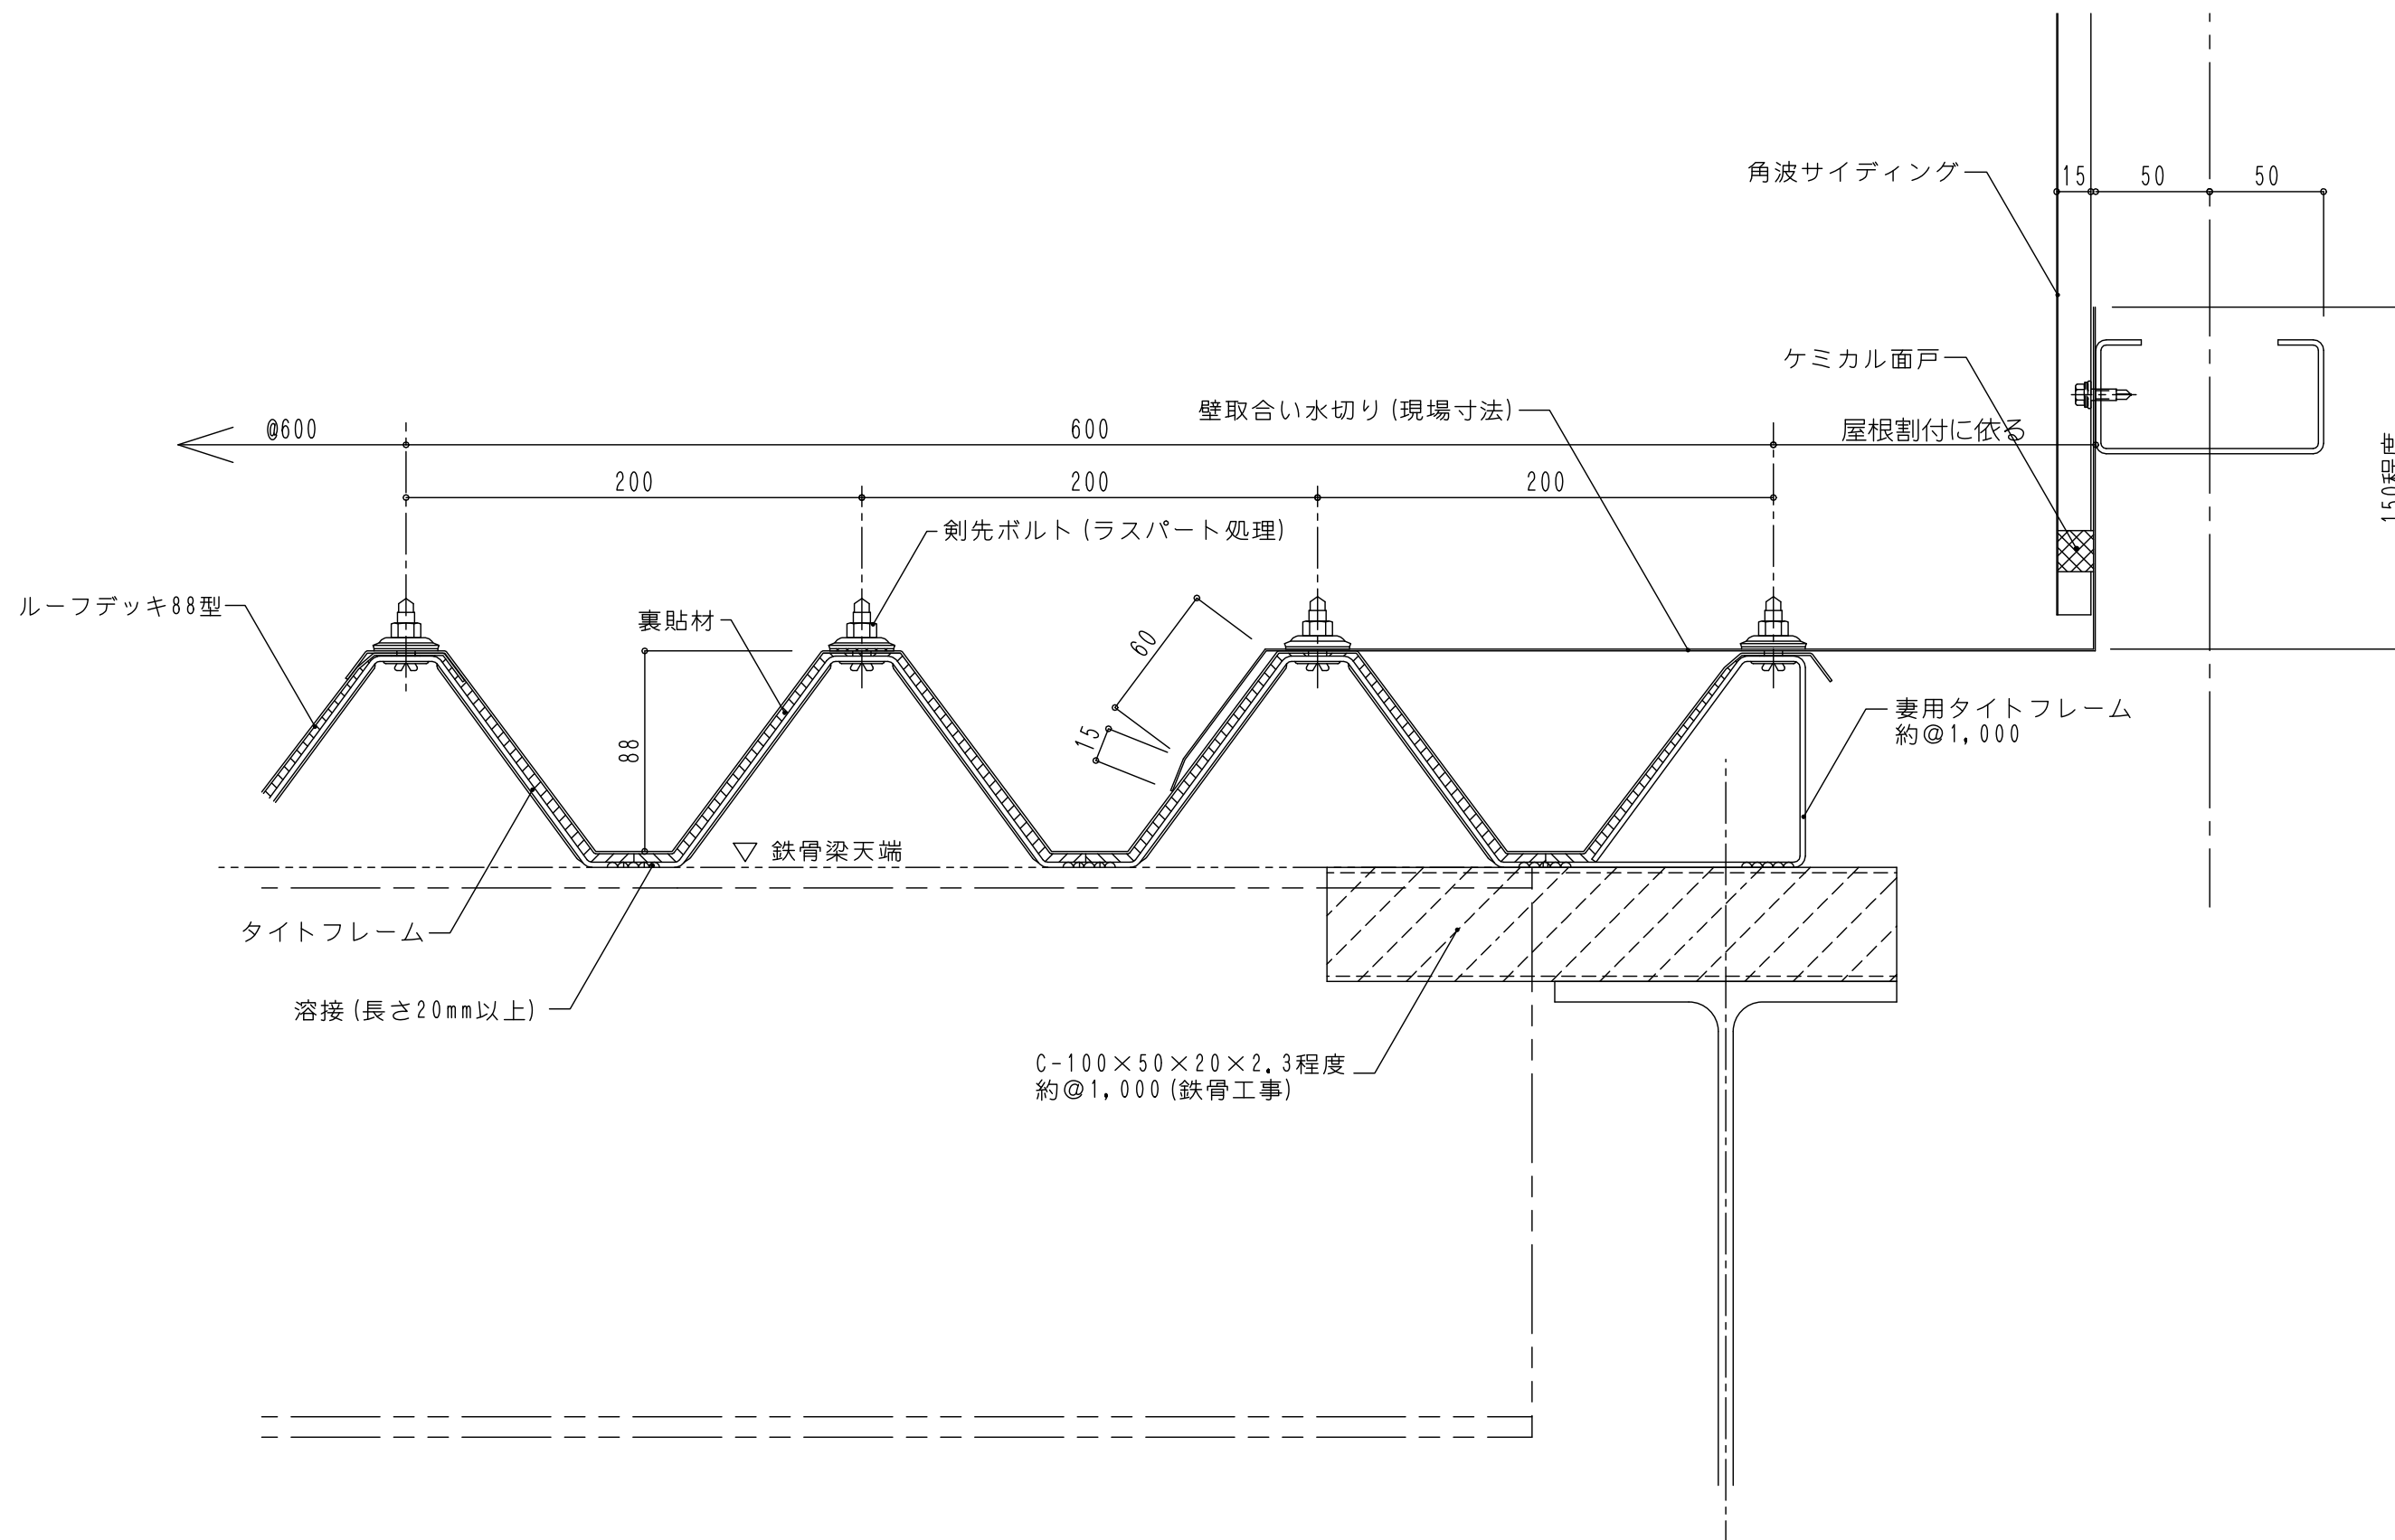 角波サイディング
15
50
50
ケミカル面戸
壁取合い水切り(現場寸法)
@600
600
屋根割付に依る
150程度
200
200
200
剣先ボルト(ラスパート処理)
ルーフデッキ88型
裏貼材
60
15
88
妻用タイトフレーム
約@1,000
鉄骨梁天端
タイトフレーム
溶接(長さ20mm以上)
C-100×50×20×2.3程度
約@1,000(鉄骨工事)